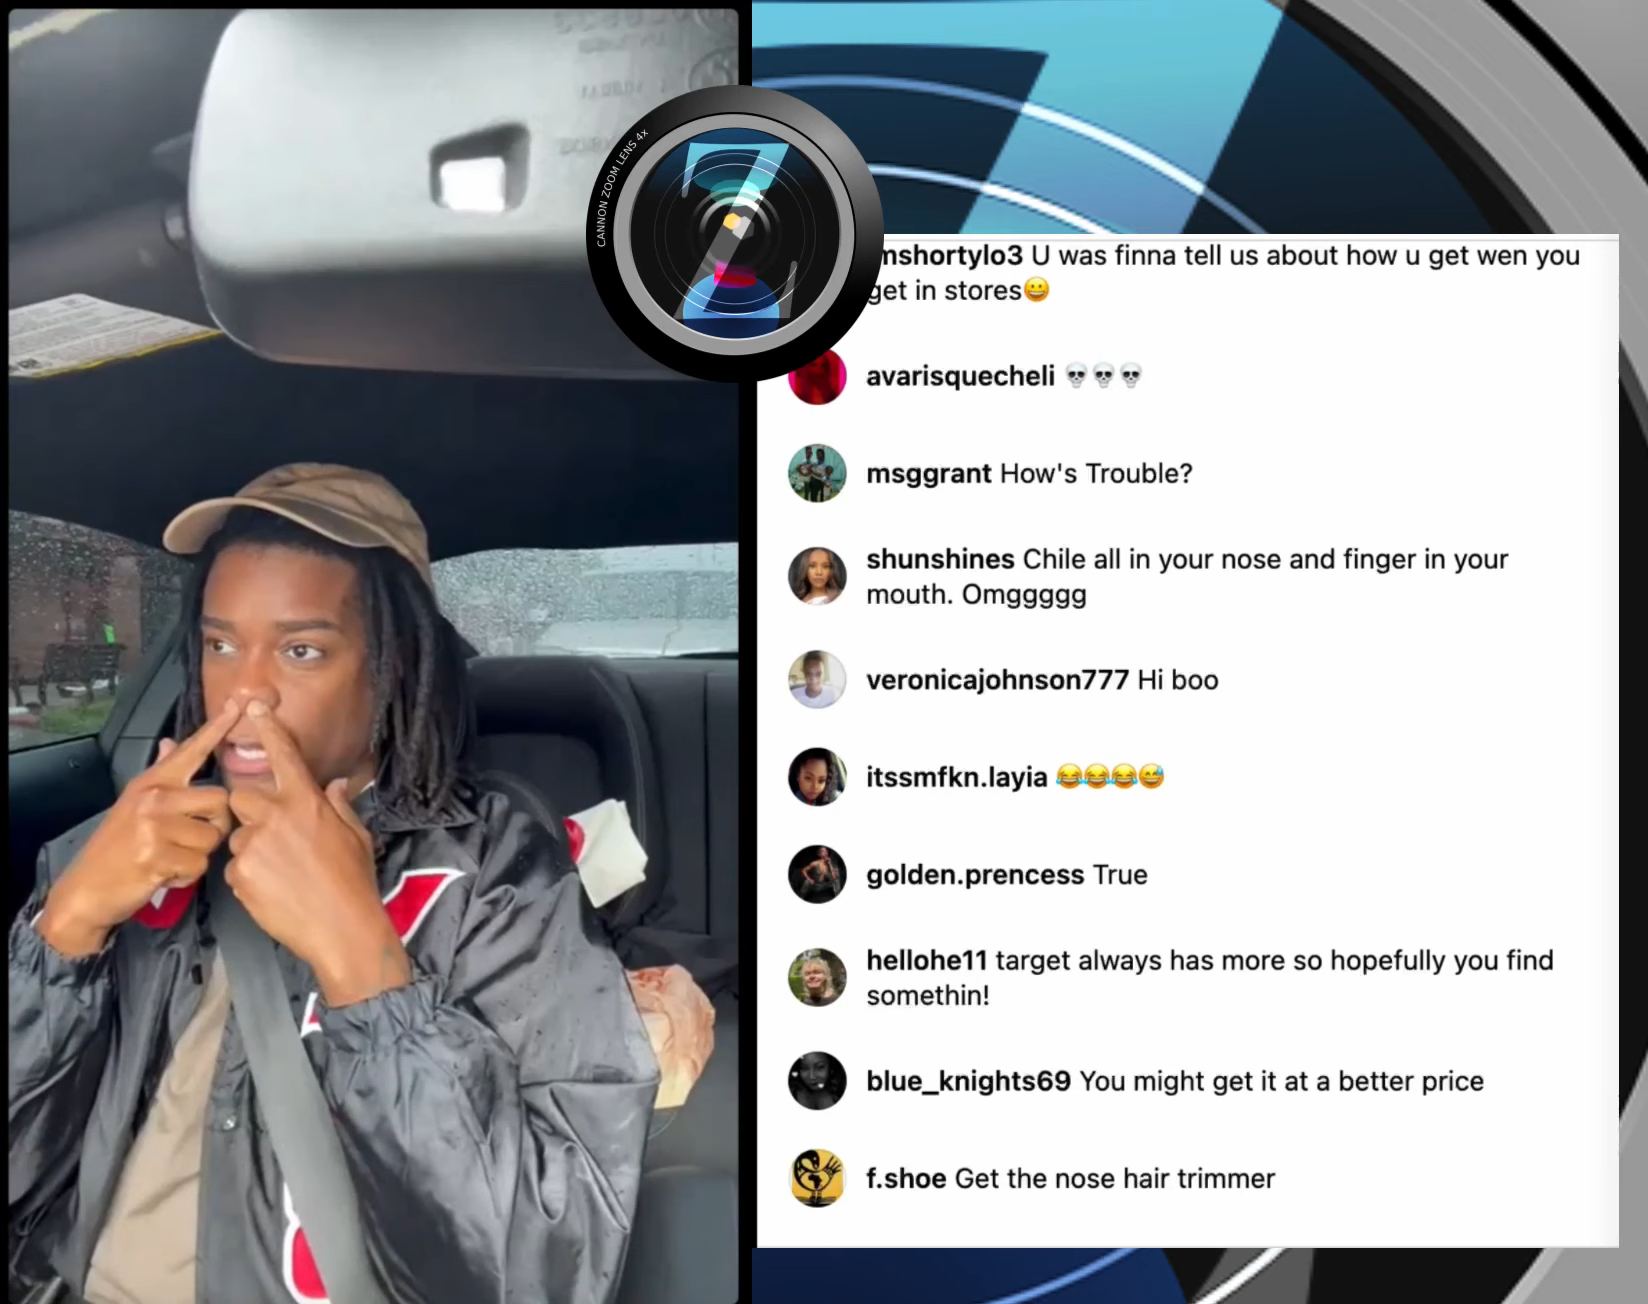 CANNON ZOOM LENS 4x
mshortylo3 U was finna tell us about how u get wen you
get in stores😀
avarisquecheli 💀💀💀
msggrant How's Trouble?
shunshines Chile all in your nose and finger in your
mouth. Omggggg
veronicajohnson777 Hi boo
itssmfkn.layia 😂😂😂😅
golden.prencess True
hellohe11 target always has more so hopefully you find
somethin!
blue_knights69 You might get it at a better price
f.shoe Get the nose hair trimmer